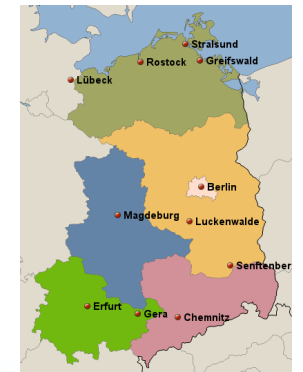 Stralsund
Rostock
Greifswald
Lübeck
Berlin
Magdeburg
Luckenwalde
Senftenber
Erfurt
Gera
Chemnitz